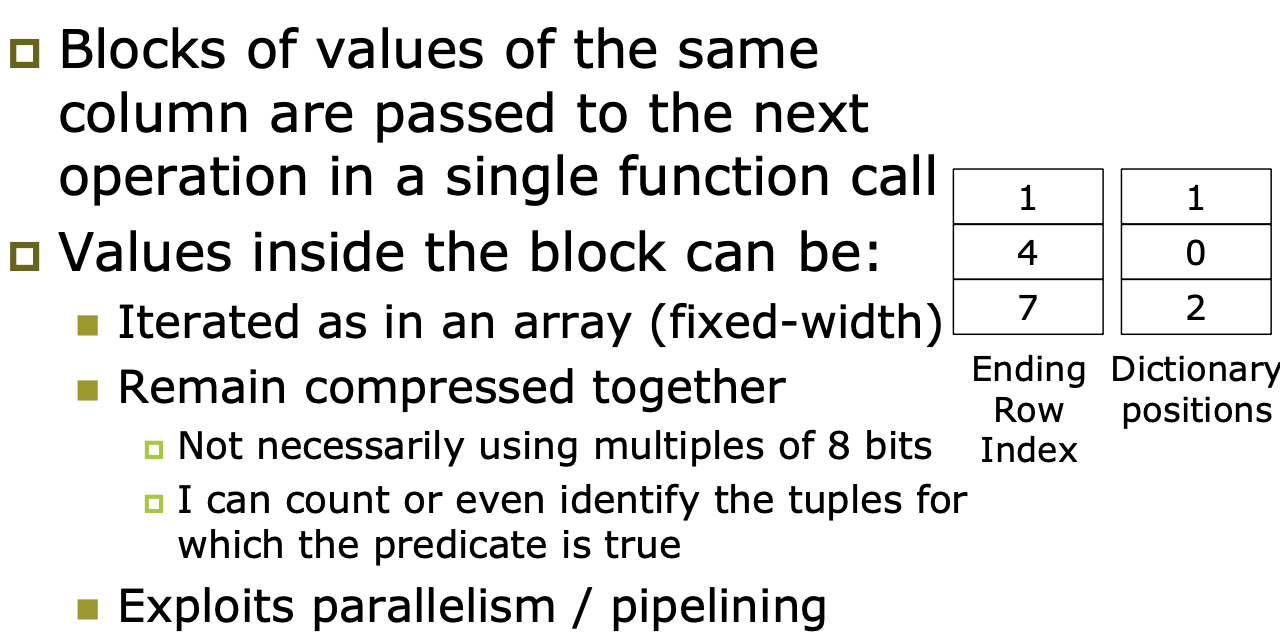 Blocks of values of the same
column are passed to the next
operation in a single function call
Values inside the block can be:
Iterated as in an array (fixed-width)
Remain compressed together
Not necessarily using multiples of 8 bits
I can count or even identify the tuples for
which the predicate is true
Exploits parallelism / pipelining
1 1
4 0
7 2
Ending Dictionary
Row positions
Index